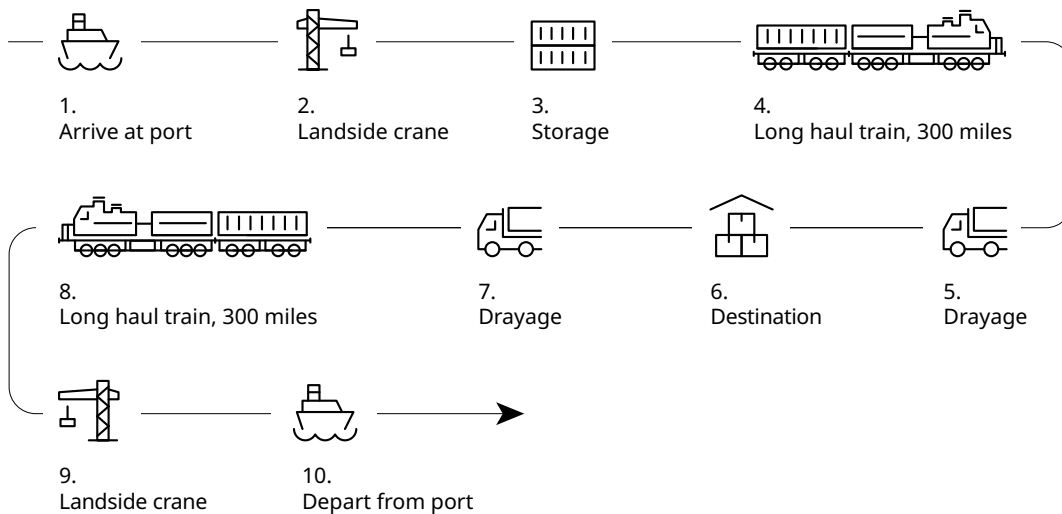 1.
Arrive at port
2.
Landside crane
3.
Storage
4.
Long haul train, 300 miles
5.
Drayage
6.
Destination
7.
Drayage
8.
Long haul train, 300 miles
9.
Landside crane
10.
Depart from port